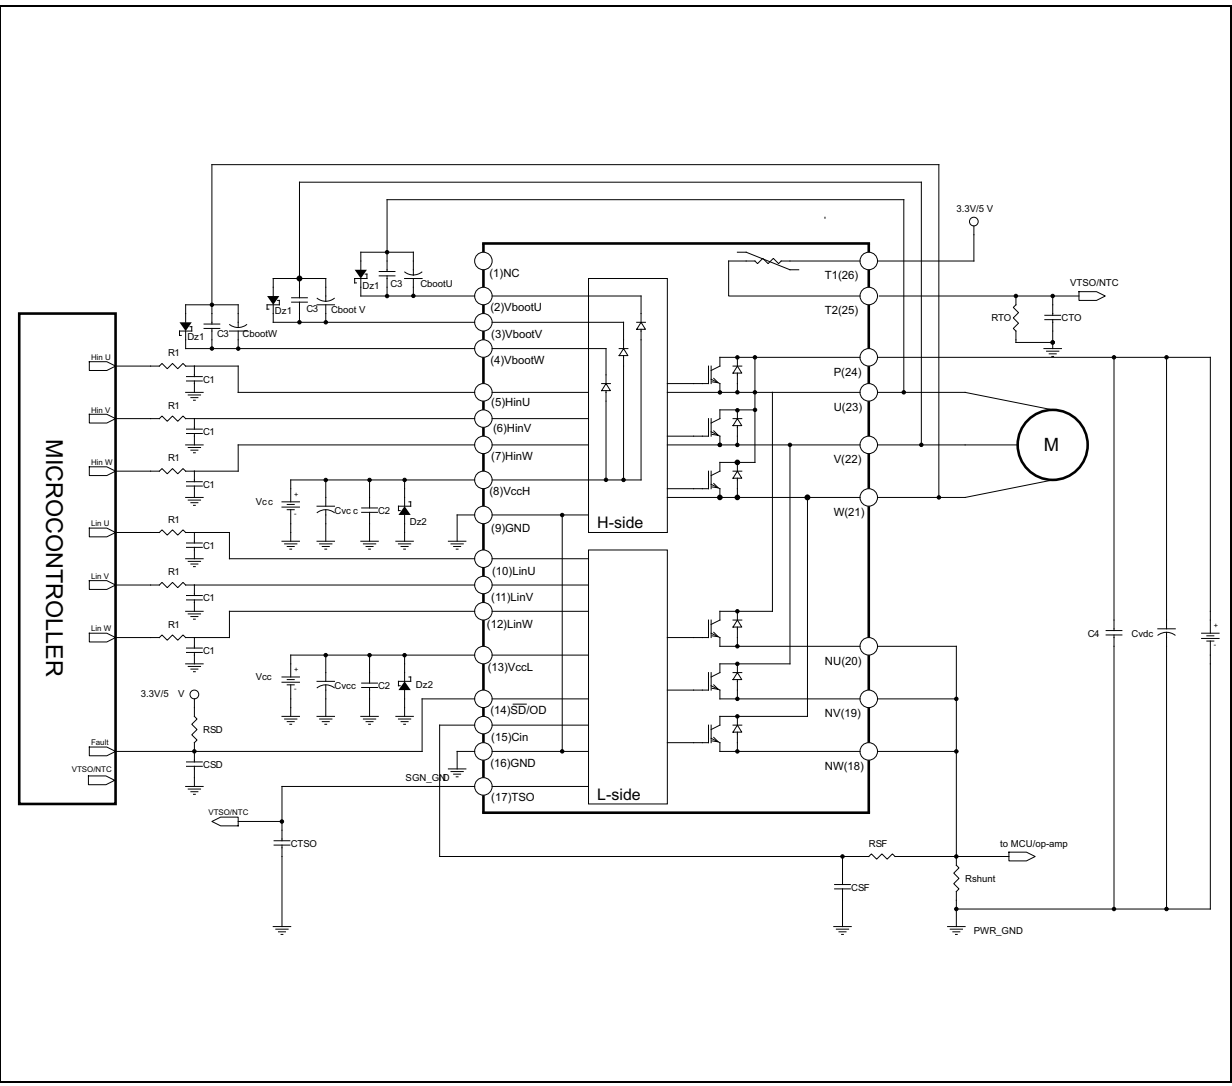 3.3V/5 V
(1)NC
T1(26)
Dz1
C3
CbootU
VTSO/NTC
(2)VbootU
T2(25)
Dz1
C3
Cboot V
RTO
CTO
(3)VbootV
Dz1
C3
CbootW
(4)VbootW
Hin U
R1
C1
P(24)
(5)HinU
U(23)
Hin V
R1
C1
(6)HinV
M
V(22)
Hin W
R1
C1
(7)HinW
Vcc
+
-
Cvc c
C2
Dz2
(8)VccH
W(21)
(9)GND
H-side
MICROCONTROLLER
Lin U
R1
C1
(10)LinU
Lin V
R1
C1
(11)LinV
(12)LinW
Lin W
R1
C1
C4
Cvdc
+
-
Vcc
+
-
Cvcc
C2
Dz2
(13)VccL
NU(20)
3.3V/5 V
RSD
(14)SD/OD
NV(19)
(15)Cin
Fault
CSD
(16)GND
NW(18)
VTSO/NTC
SGN_GND
(17)TSO
L-side
VTSO/NTC
CTSO
RSF
to MCU/op-amp
CSF
Rshunt
PWR_GND